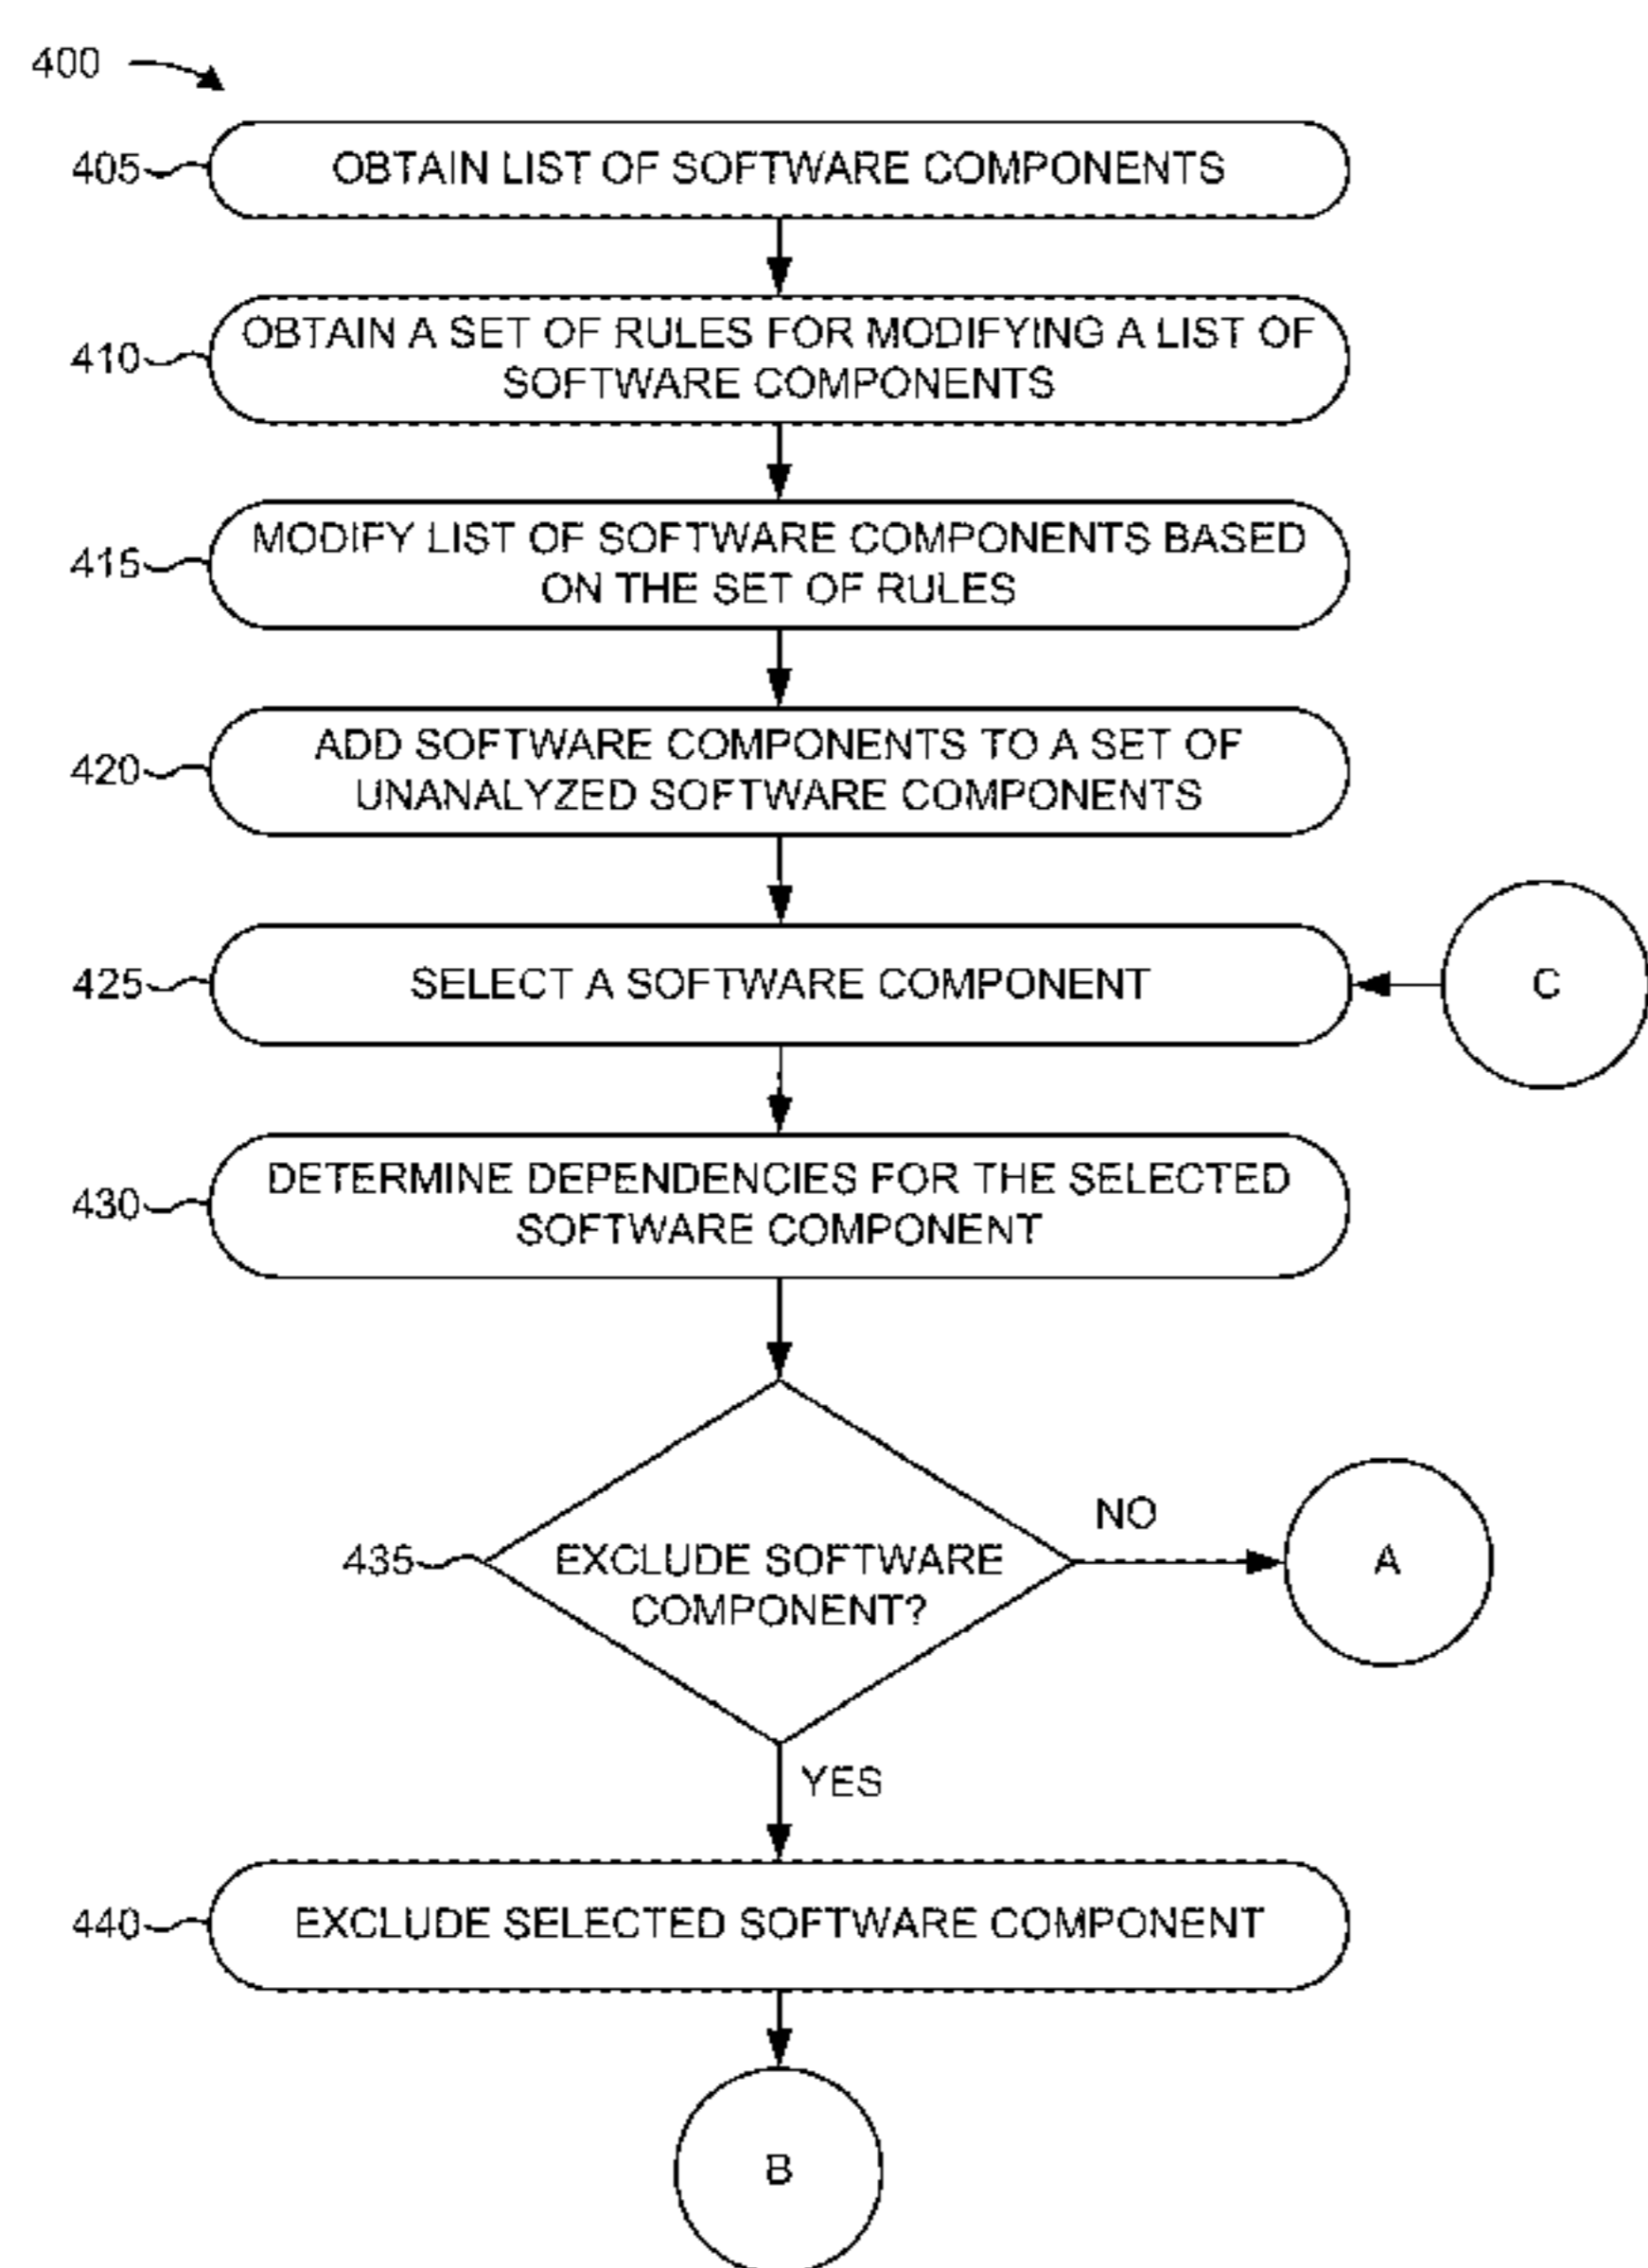 400
405
OBTAIN LIST OF SOFTWARE COMPONENTS
410
OBTAIN A SET OF RULES FOR MODIFYING A LIST OF
SOFTWARE COMPONENTS
415
MODIFY LIST OF SOFTWARE COMPONENTS BASED
ON THE SET OF RULES
420
ADD SOFTWARE COMPONENTS TO A SET OF
UNANALYZED SOFTWARE COMPONENTS
425
SELECT A SOFTWARE COMPONENT
C
430
DETERMINE DEPENDENCIES FOR THE SELECTED
SOFTWARE COMPONENT
435
EXCLUDE SOFTWARE
COMPONENT?
NO
A
YES
440
EXCLUDE SELECTED SOFTWARE COMPONENT
B